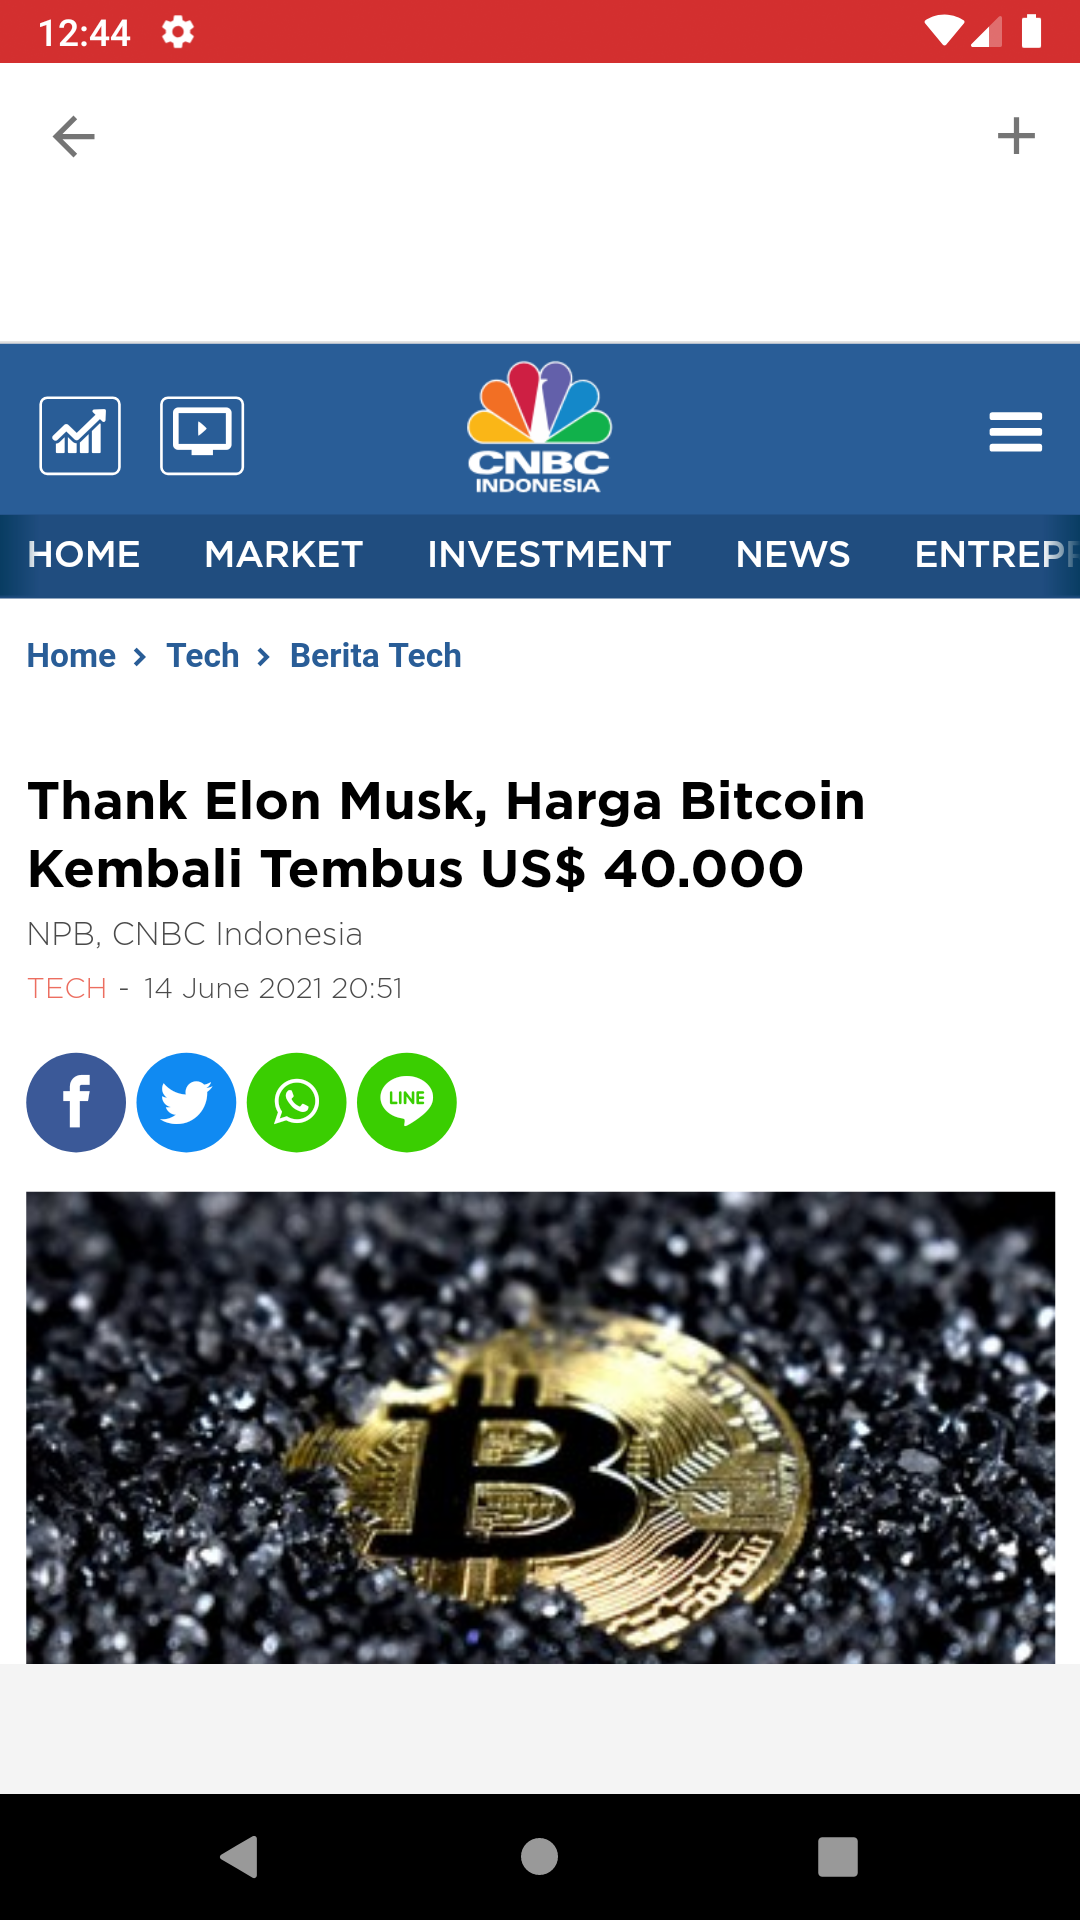 12:44
CNBC
INDONESIA
HOME MARKET INVESTMENT NEWS ENTREP
Home > Tech > Berita Tech
Thank Elon Musk, Harga Bitcoin
Kembali Tembus US$ 40.000
NPB, CNBC Indonesia
TECH - 14 June 2021 20:51
LINE